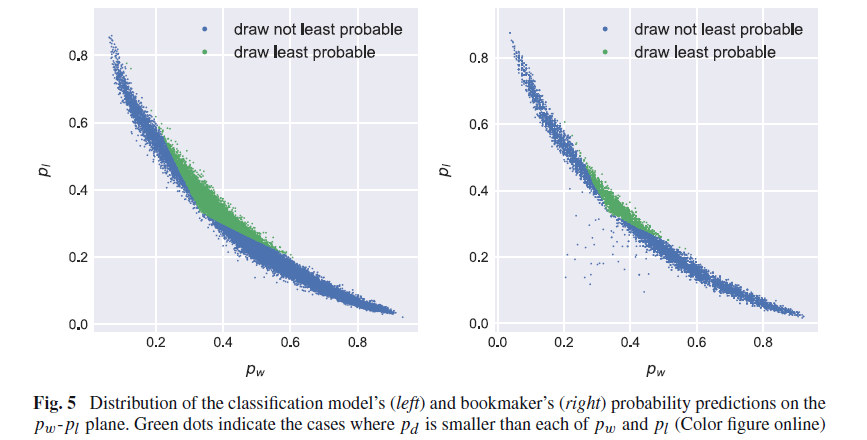 draw not least probable
draw least probable
0.8
0.6
0.4
0.2
0.0
0.2
0.4
0.6
0.8
p_l
p_w
draw not least probable
draw least probable
0.8
0.6
0.4
0.2
0.0
0.0
0.2
0.4
0.6
0.8
p_l
p_w
Fig. 5 Distribution of the classification model's (left) and bookmaker's (right) probability predictions on the
p_w-p_l plane. Green dots indicate the cases where p_d is smaller than each of p_w and p_l (Color figure online)